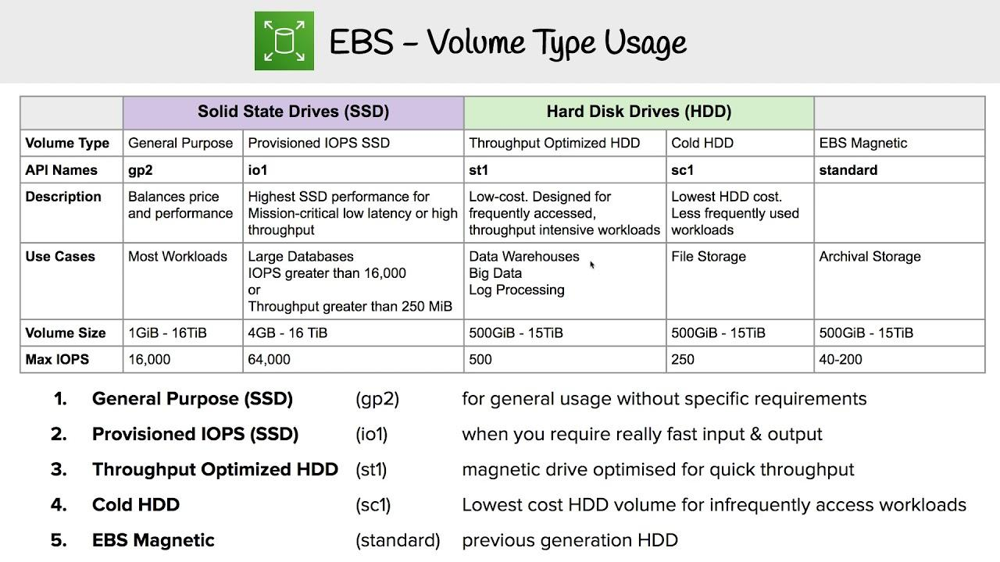 EBS – Volume Type Usage
Solid State Drives (SSD) Hard Disk Drives (HDD)
Volume Type General Purpose Provisioned IOPS SSD Throughput Optimized HDD Cold HDD EBS Magnetic
API Names gp2 io1 st1 sc1 standard
Description Balances price Highest SSD performance for Low-cost. Designed for Lowest HDD cost.
and performance Mission-critical low latency or high frequently accessed, Less frequently used
throughput throughput intensive workloads workloads
Use Cases Most Workloads Large Databases Data Warehouses File Storage Archival Storage
IOPS greater than 16,000 Big Data
or Log Processing
Throughput greater than 250 MiB
Volume Size 1GiB - 16TiB 4GB - 16 TiB 500GiB - 15TiB 500GiB - 15TiB 500GiB - 15TiB
Max IOPS 16,000 64,000 500 250 40-200
1. General Purpose (SSD) (gp2) for general usage without specific requirements
2. Provisioned IOPS (SSD) (io1) when you require really fast input & output
3. Throughput Optimized HDD (st1) magnetic drive optimised for quick throughput
4. Cold HDD (sc1) Lowest cost HDD volume for infrequently access workloads
5. EBS Magnetic (standard) previous generation HDD